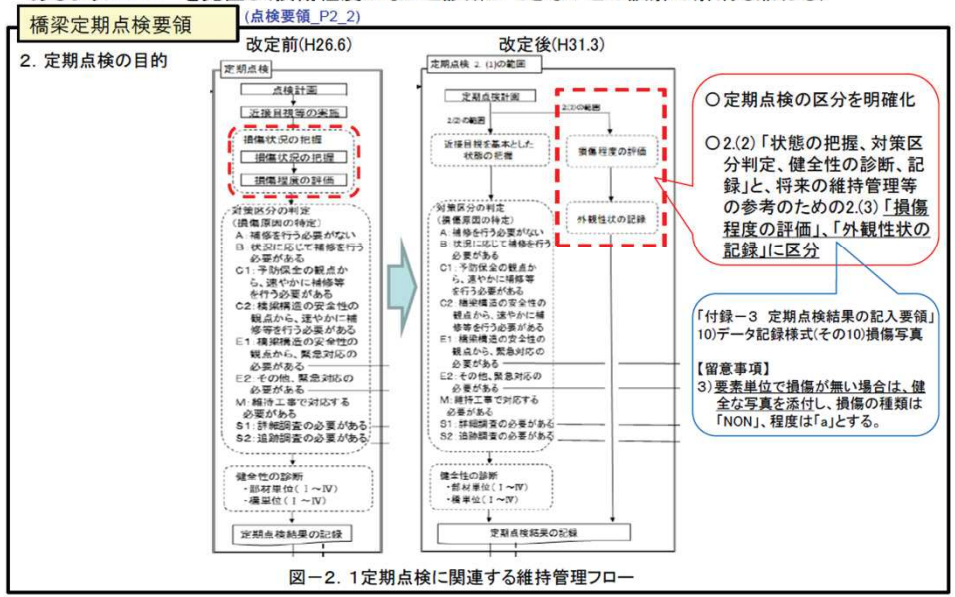 (点検要領_P2_2)
橋梁定期点検要領
2. 定期点検の目的
改定前(H26.6)
定期点検
点検計画
近接目視等の実施
損傷状況の把握
損傷状況の把握
損傷程度の評価
対策区分の判定
(損傷原因の特定)
A:補修を行う必要がない
B:状況に応じて補修を行う
必要がある
C1:予防保全の観点か
ら、速やかに補修等
を行う必要がある
C2:橋梁構造の安全性の
観点から、速やかに補
修等を行う必要がある
E1:橋梁構造の安全性の
観点から、緊急対応の
必要がある
E2:その他、緊急対応の
必要がある
M:維持工事で対応する
必要がある
S1:詳細調査の必要がある
S2:追跡調査の必要がある
健全性の診断
・部材単位(Ⅰ～Ⅳ)
・橋単位(Ⅰ～Ⅳ)
定期点検結果の記録
改定後(H31.3)
定期点検 2. (1)の範囲
定期点検計画
2.(2)の範囲
2.(3)の範囲
近接目視を基本とした
状態の把握
損傷程度の評価
外観性状の記録
対策区分の判定
(損傷原因の特定)
A:補修を行う必要がない
B:状況に応じて補修を行う
必要がある
C1:予防保全の観点か
ら、速やかに補修等
を行う必要がある
C2:橋梁構造の安全性の
観点から、速やかに補
修等を行う必要がある
E1:橋梁構造の安全性の
観点から、緊急対応の
必要がある
E2:その他、緊急対応の
必要がある
M:維持工事で対応する
必要がある
S1:詳細調査の必要がある
S2:追跡調査の必要がある
健全性の診断
・部材単位(Ⅰ～Ⅳ)
・橋単位(Ⅰ～Ⅳ)
定期点検結果の記録
○定期点検の区分を明確化
○2.(2)「状態の把握、対策区
分判定、健全性の診断、記
録」と、将来の維持管理等
の参考のための2.(3)「損傷
程度の評価」、「外観性状の
記録」に区分
「付録－3 定期点検結果の記入要領」
10)データ記録様式(その10)損傷写真
【留意事項】
3)要素単位で損傷が無い場合は、健
全な写真を添付し、損傷の種類は
「NON」、程度は「a」とする。
図－2．1定期点検に関連する維持管理フロー